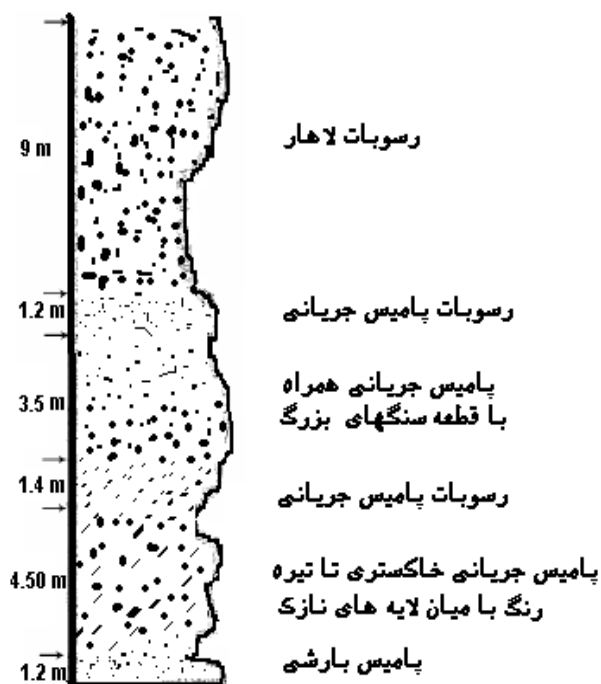 9 m
رسوبات لاهار
1.2 m
رسوبات پامیس جریانی
3.5 m
پامیس جریانی همراه
با قطعه سنگهای بزرگ
1.4 m
رسوبات پامیس جریانی
4.50 m
پامیس جریانی خاکستری تا تیره
رنگ با میان لایه های نازک
1.2 m
پامیس بارشی